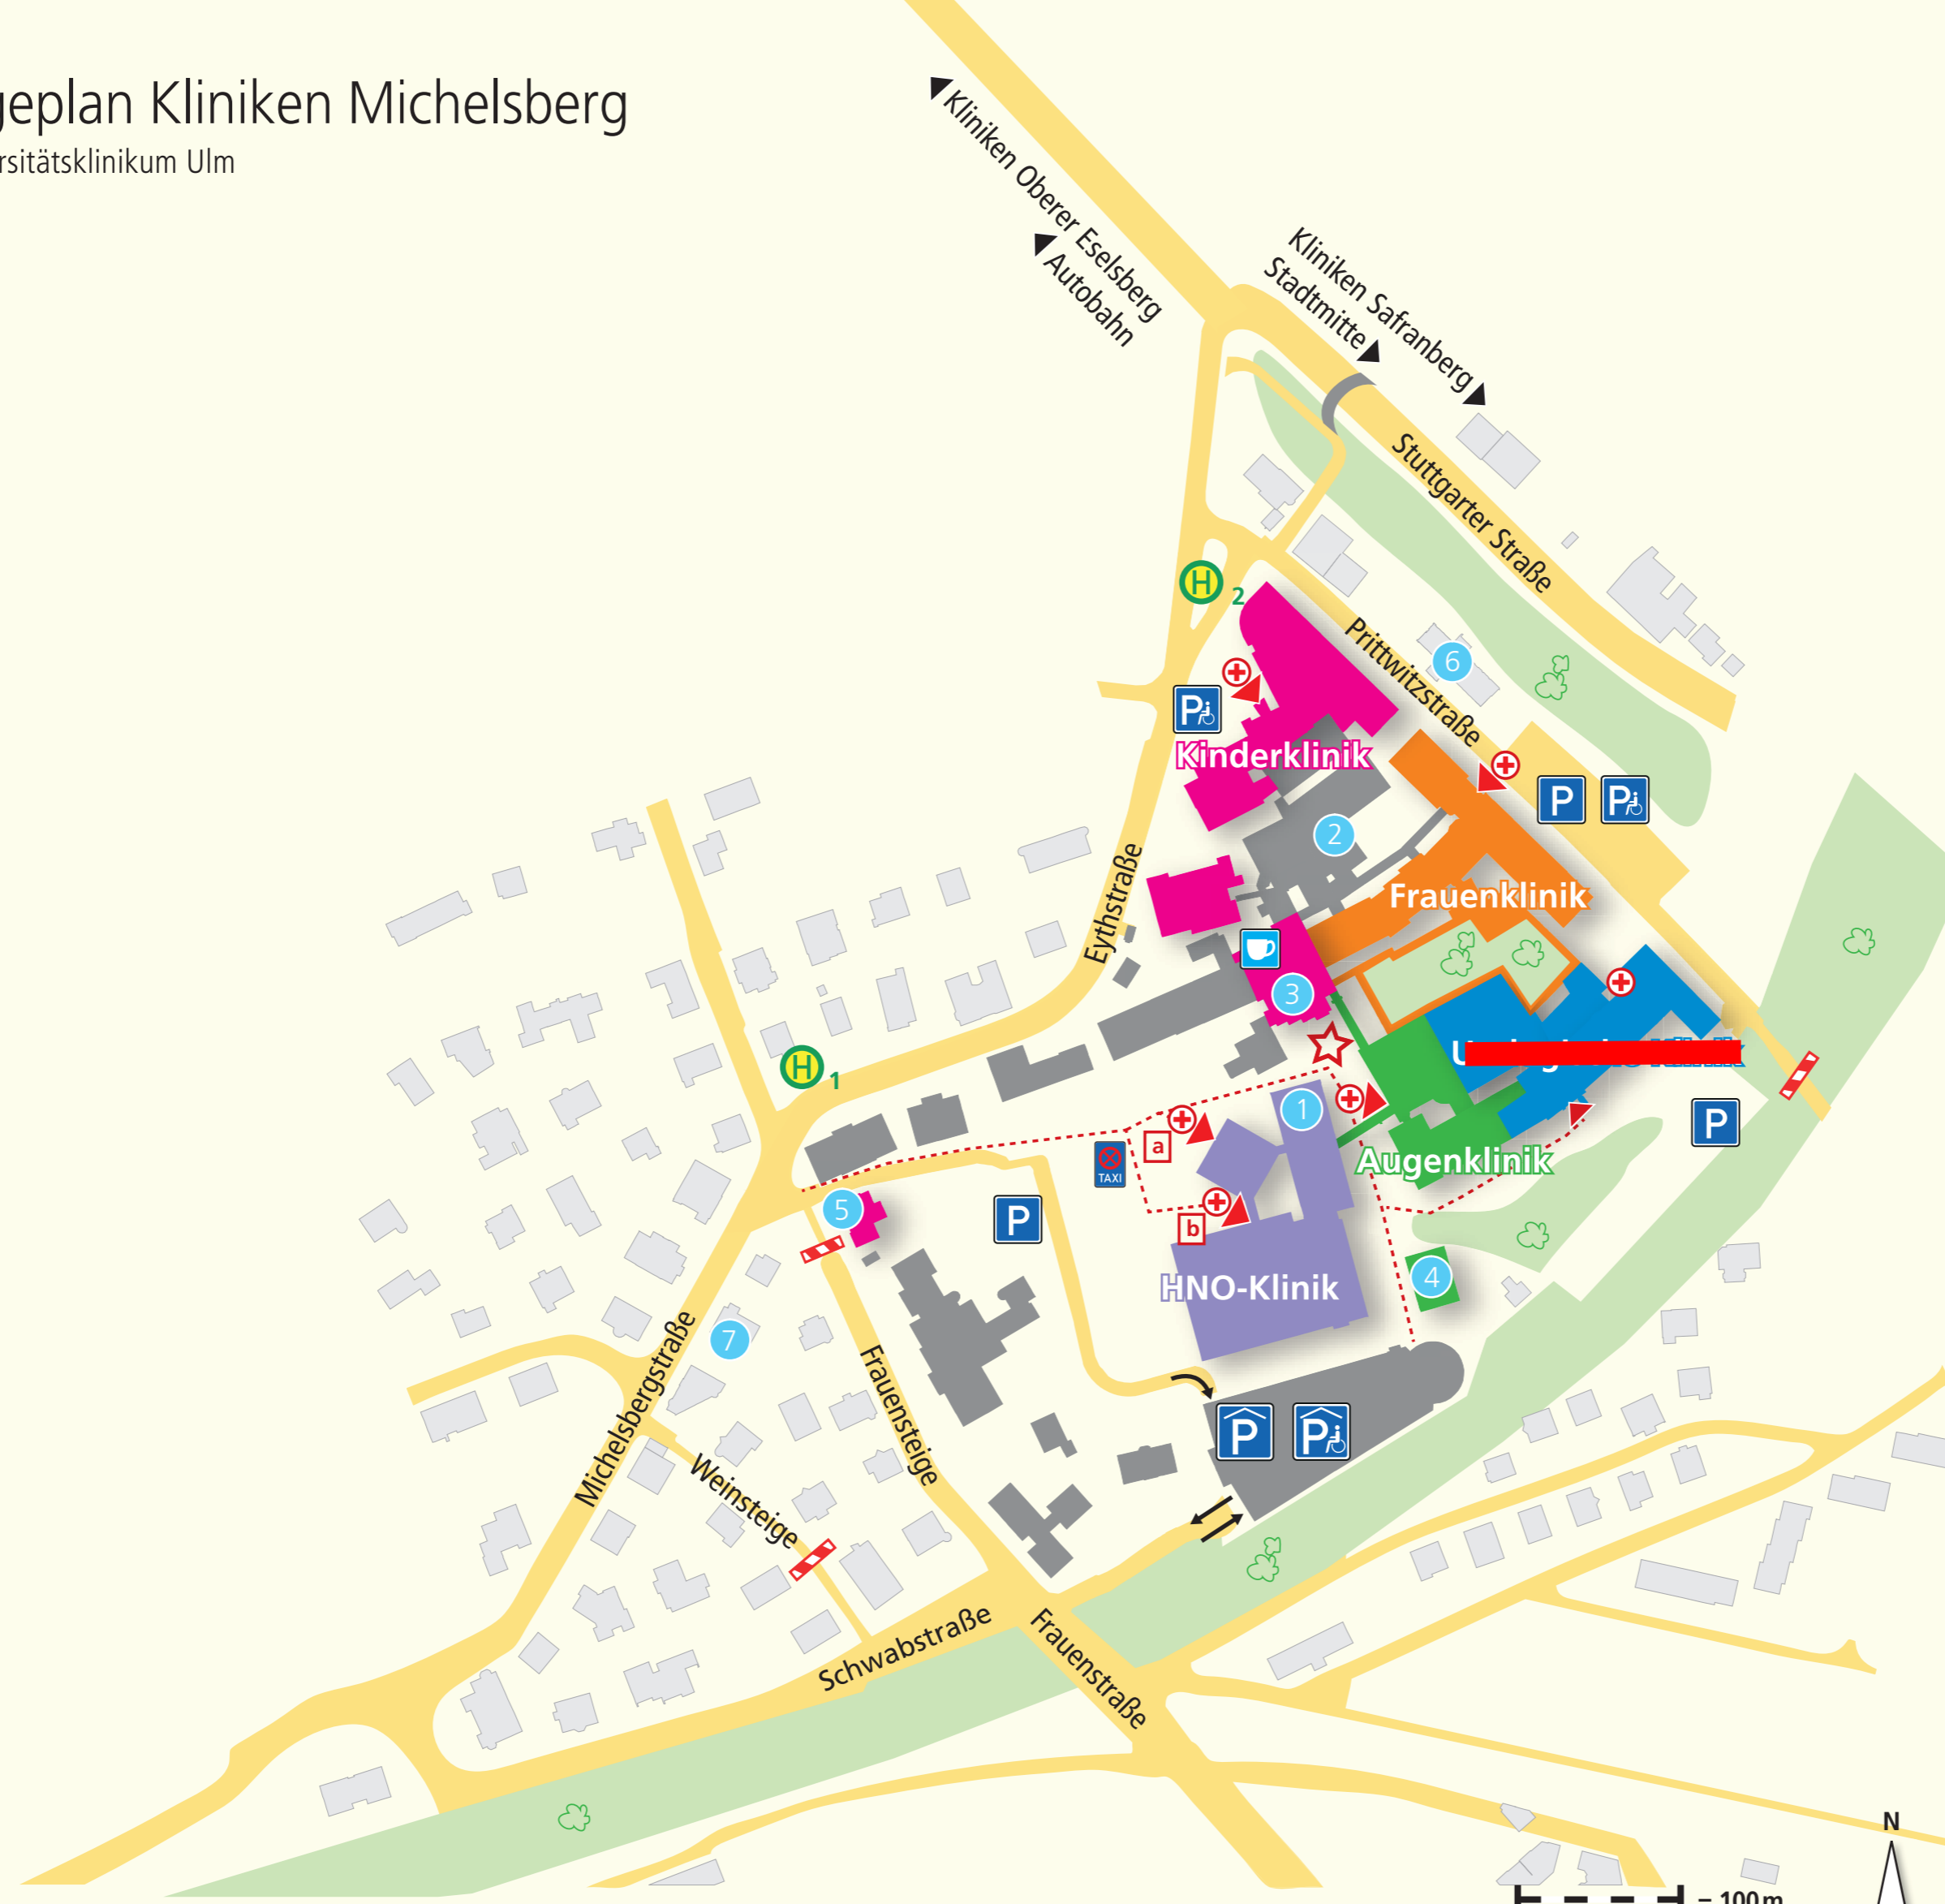 geplan Kliniken Michelsberg
rsitätsklinikum Ulm
Kliniken Oberer Eselsberg
Autobahn
Kliniken Safranberg
Stadtmitte
Stuttgarter Straße
H 2
Prittwitzstraße
6
P
Kinderklinik
2
P
P
Eythstraße
Frauenklinik
3
H 1
1
P
a
TAXI
Augenklinik
5
P
b
4
HNO-Klinik
7
Michelsbergstraße
Frauensteige
P
P
Weinsteige
Schwabstraße
Frauenstraße
N
= 100 m